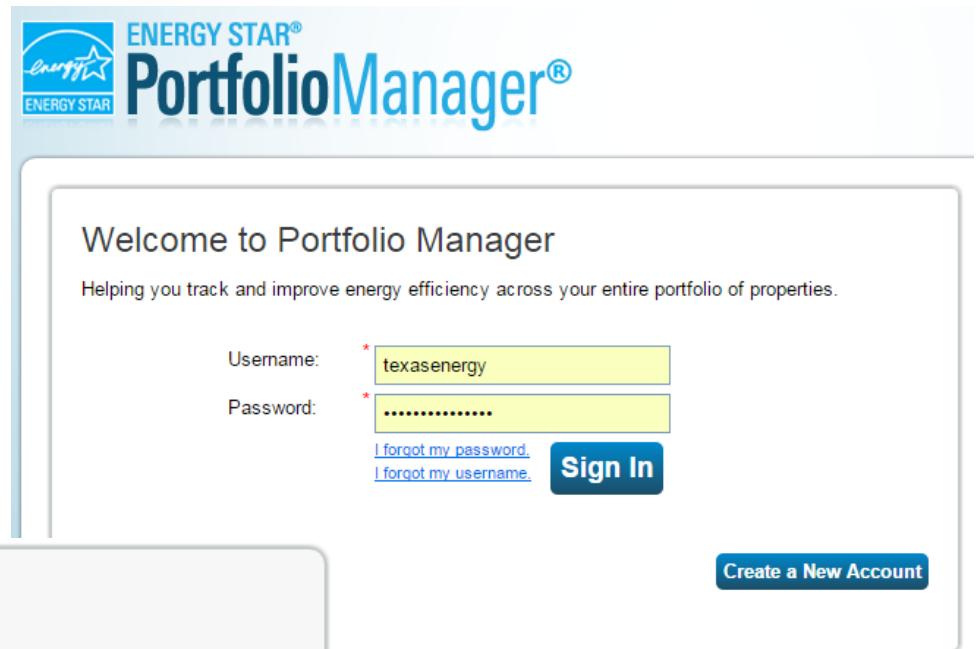 ENERGY STAR®
energy
ENERGY STAR
PortfolioManager®
Welcome to Portfolio Manager
Helping you track and improve energy efficiency across your entire portfolio of properties.
Username: * texasenergy
Password: * •••••••••••••••
I forgot my password.
I forgot my username.
Sign In
Create a New Account